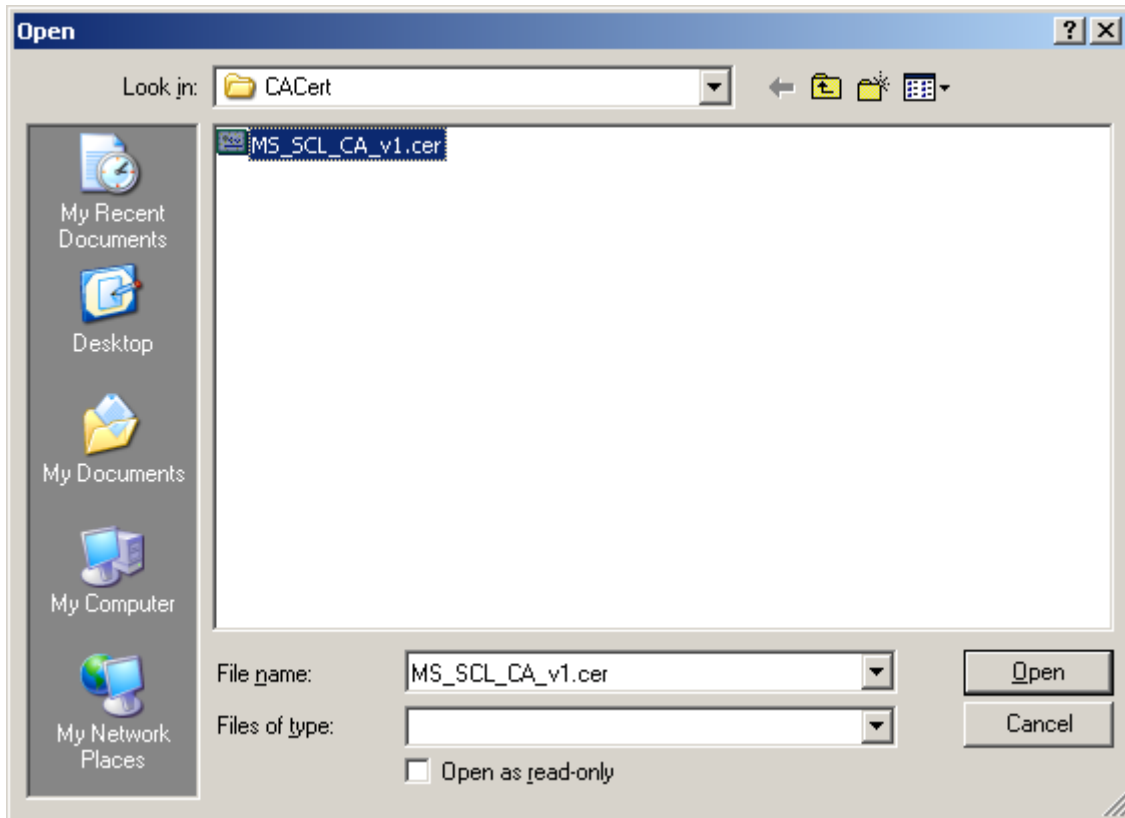 Open
Look in: CACert
MS_SCL_CA_v1.cer
My Recent
Documents
Desktop
My Documents
My Computer
My Network
Places
File name: MS_SCL_CA_v1.cer Open
Files of type: Cancel
Open as read-only